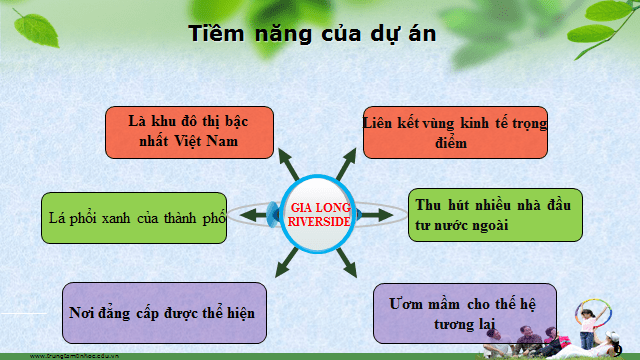 Tiềm năng của dự án
Là khu đô thị bậc
nhất Việt Nam
Liên kết vùng kinh tế trọng
điểm
Lá phổi xanh của thành phố
GIA LONG
RIVERSIDE
Thu hút nhiều nhà đầu
tư nước ngoài
Nơi đẳng cấp được thể hiện
Ươm mầm cho thế hệ
tương lai
www.trungtamtinhoc.edu.vn